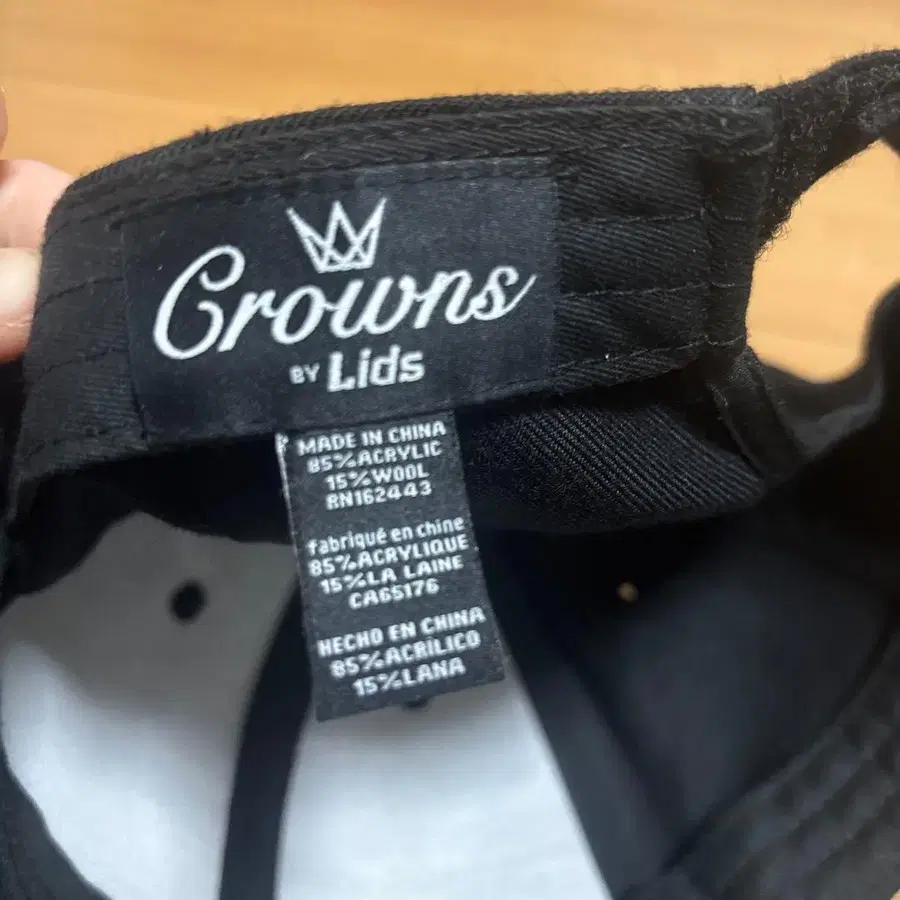 Crowns
BY Lids
MADE IN CHINA
85%ACRYLIC
15%WOOL
RN162443
fabriqué en chine
85%ACRYLIQUE
15%LA LAINE
CA65176
HECHO EN CHINA
85%ACRÍLICO
15%LANA